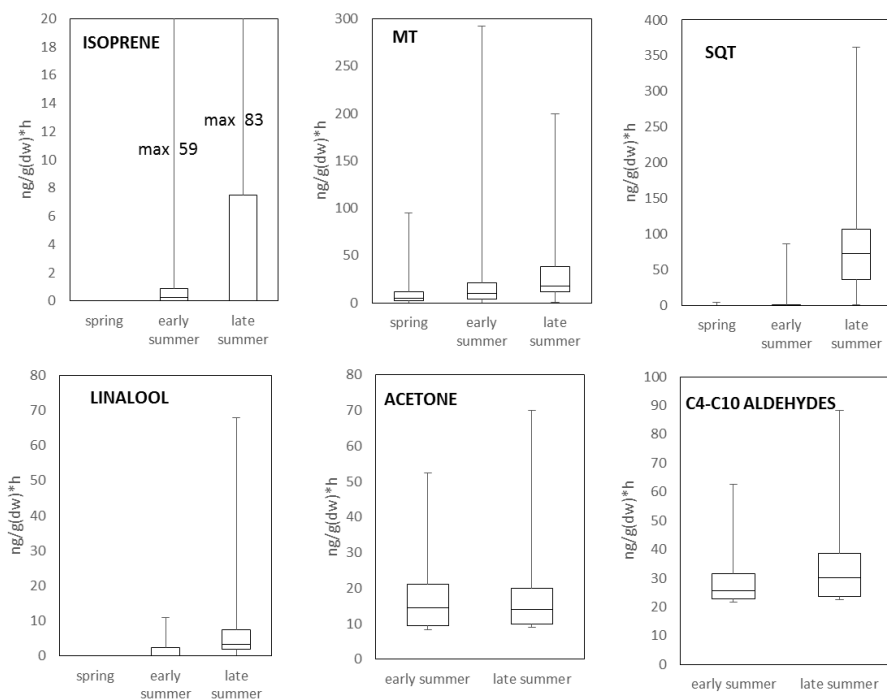 ISOPRENE
ng/g(dw)*h
20
18
16
14
12
10
8
6
4
2
0
max 59
max 83
spring
early
summer
late
summer
MT
ng/g(dw)*h
300
250
200
150
100
50
0
spring
early
summer
late
summer
SQT
ng/g(dw)*h
400
350
300
250
200
150
100
50
0
spring
early
summer
late
summer
LINALOOL
ng/g(dw)*h
80
70
60
50
40
30
20
10
0
spring
early
summer
late
summer
ACETONE
ng/g(dw)*h
80
70
60
50
40
30
20
10
0
early summer
late summer
C4-C10 ALDEHYDES
ng/g(dw)*h
100
90
80
70
60
50
40
30
20
10
0
early summer
late summer